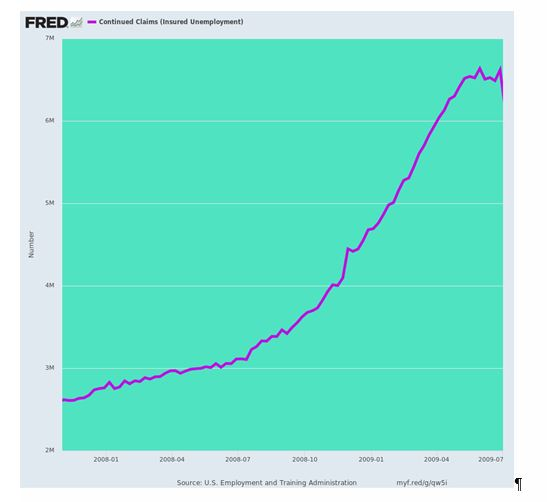 FRED Continued Claims (Insured Unemployment)
7M
6M
5M
4M
3M
2M
Number
2008-01 2008-04 2008-07 2008-10 2009-01 2009-04 2009-07
Source: U.S. Employment and Training Administration myf.red/g/qw5i
¶